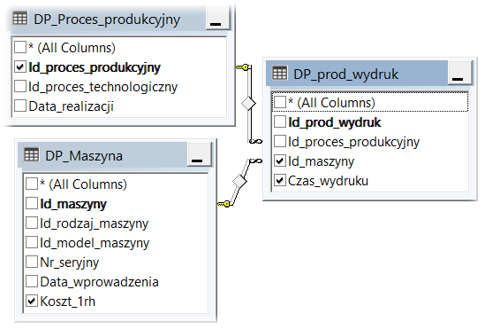 DP_Proces_produkcyjny
* (All Columns)
Id_proces_produkcyjny
Id_proces_technologiczny
Data_realizacji
DP_prod_wydruk
* (All Columns)
Id_prod_wydruk
Id_proces_produkcyjny
Id_maszyny
Czas_wydruku
DP_Maszyna
* (All Columns)
Id_maszyny
Id_rodzaj_maszyny
Id_model_maszyny
Nr_seryjny
Data_wprowadzenia
Koszt_1rh